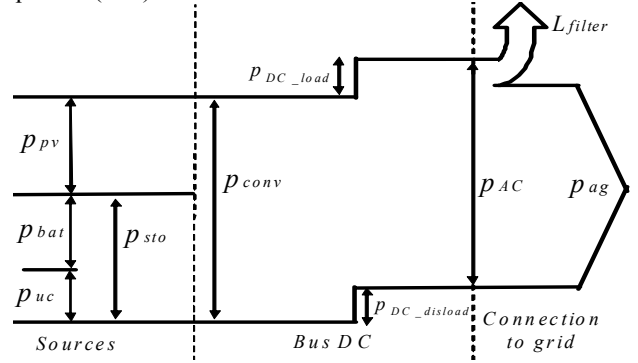 L filter
p DC_load
p pv
p conv
p AC
p ag
p bat
p sto
p uc
p DC_disload
Sources
Bus DC
Connection
to grid